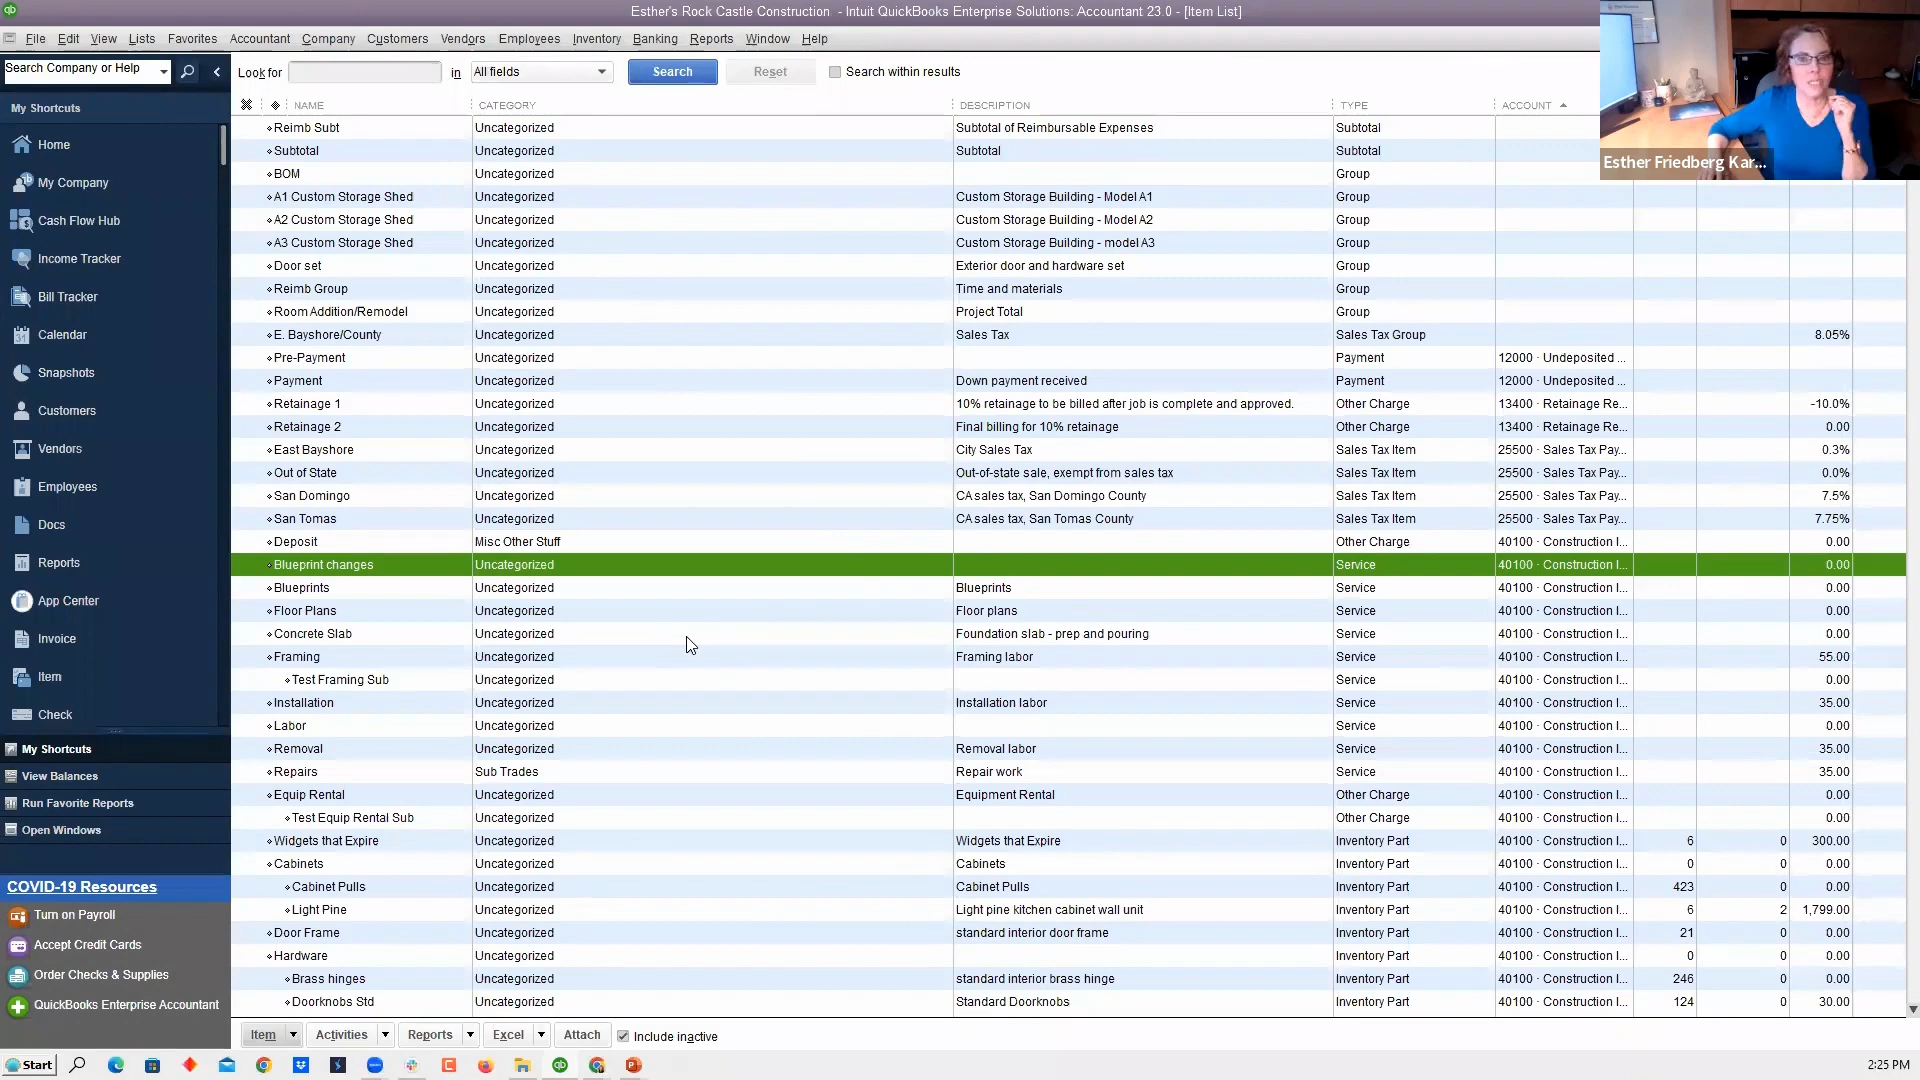 Esther's Rock Castle Construction - Intuit QuickBooks Enterprise Solutions: Accountant 23.0 - [Item List]
File Edit View Lists Favorites Accountant Company Customers Vendors Employees Inventory Banking Reports Window Help
Search Company or Help
Look for in All fields Search Reset Search within results
My Shortcuts
Home
My Company
Cash Flow Hub
Income Tracker
Bill Tracker
Calendar
Snapshots
Customers
Vendors
Employees
Docs
Reports
App Center
Invoice
Item
Check
My Shortcuts
View Balances
Run Favorite Reports
Open Windows
COVID-19 Resources
Turn on Payroll
Accept Credit Cards
Order Checks & Supplies
QuickBooks Enterprise Accountant
NAME CATEGORY DESCRIPTION TYPE ACCOUNT
Reimb Subt Uncategorized Subtotal of Reimbursable Expenses Subtotal
Subtotal Uncategorized Subtotal Subtotal
BOM Uncategorized Group
A1 Custom Storage Shed Uncategorized Custom Storage Building - Model A1 Group
A2 Custom Storage Shed Uncategorized Custom Storage Building - Model A2 Group
A3 Custom Storage Shed Uncategorized Custom Storage Building - model A3 Group
Door set Uncategorized Exterior door and hardware set Group
Reimb Group Uncategorized Time and materials Group
Room Addition/Remodel Uncategorized Project Total Group
E. Bayshore/County Uncategorized Sales Tax Sales Tax Group 8.05%
Pre-Payment Uncategorized Payment 12000 · Undeposited ...
Payment Uncategorized Down payment received Payment 12000 · Undeposited ...
Retainage 1 Uncategorized 10% retainage to be billed after job is complete and approved. Other Charge 13400 · Retainage Re... -10.0%
Retainage 2 Uncategorized Final billing for 10% retainage Other Charge 13400 · Retainage Re... 0.00
East Bayshore Uncategorized City Sales Tax Sales Tax Item 25500 · Sales Tax Pay... 0.3%
Out of State Uncategorized Out-of-state sale, exempt from sales tax Sales Tax Item 25500 · Sales Tax Pay... 0.0%
San Domingo Uncategorized CA sales tax, San Domingo County Sales Tax Item 25500 · Sales Tax Pay... 7.5%
San Tomas Uncategorized CA sales tax, San Tomas County Sales Tax Item 25500 · Sales Tax Pay... 7.75%
Deposit Misc Other Stuff Other Charge 40100 · Construction I... 0.00
Blueprint changes Uncategorized Service 40100 · Construction I... 0.00
Blueprints Uncategorized Blueprints Service 40100 · Construction I... 0.00
Floor Plans Uncategorized Floor plans Service 40100 · Construction I... 0.00
Concrete Slab Uncategorized Foundation slab - prep and pouring Service 40100 · Construction I... 0.00
Framing Uncategorized Framing labor Service 40100 · Construction I... 55.00
Test Framing Sub Uncategorized Service 40100 · Construction I... 0.00
Installation Uncategorized Installation labor Service 40100 · Construction I... 35.00
Labor Uncategorized Service 40100 · Construction I... 0.00
Removal Uncategorized Removal labor Service 40100 · Construction I... 35.00
Repairs Sub Trades Repair work Service 40100 · Construction I... 35.00
Equip Rental Uncategorized Equipment Rental Other Charge 40100 · Construction I... 0.00
Test Equip Rental Sub Uncategorized Other Charge 40100 · Construction I... 0.00
Widgets that Expire Uncategorized Widgets that Expire Inventory Part 40100 · Construction I... 6 0 300.00
Cabinets Uncategorized Cabinets Inventory Part 40100 · Construction I... 0 0 0.00
Cabinet Pulls Uncategorized Cabinet Pulls Inventory Part 40100 · Construction I... 423 0 0.00
Light Pine Uncategorized Light pine kitchen cabinet wall unit Inventory Part 40100 · Construction I... 6 2 1,799.00
Door Frame Uncategorized standard interior door frame Inventory Part 40100 · Construction I... 21 0 0.00
Hardware Uncategorized Inventory Part 40100 · Construction I... 0 0 0.00
Brass hinges Uncategorized standard interior brass hinge Inventory Part 40100 · Construction I... 246 0 0.00
Doorknobs Std Uncategorized Standard Doorknobs Inventory Part 40100 · Construction I... 124 0 30.00
Item Activities Reports Excel Attach Include inactive
Esther Friedberg Kar...
Start
2:25 PM